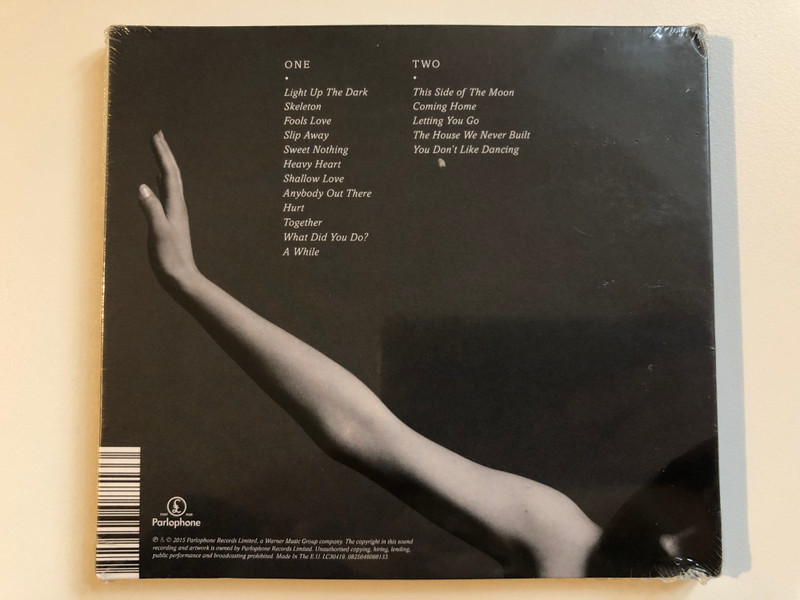 ONE
Light Up The Dark
Skeleton
Fools Love
Slip Away
Sweet Nothing
Heavy Heart
Shallow Love
Anybody Out There
Hurt
Together
What Did You Do?
A While
TWO
This Side of The Moon
Coming Home
Letting You Go
The House We Never Built
You Don't Like Dancing
Parlophone
℗ & © 2015 Parlophone Records Limited, a Warner Music Group company. The copyright in this sound
recording and artwork is owned by Parlophone Records Limited. Unauthorised copying, hiring, lending,
public performance and broadcasting prohibited. Made In The E.U. LC30419. 0825646088133.